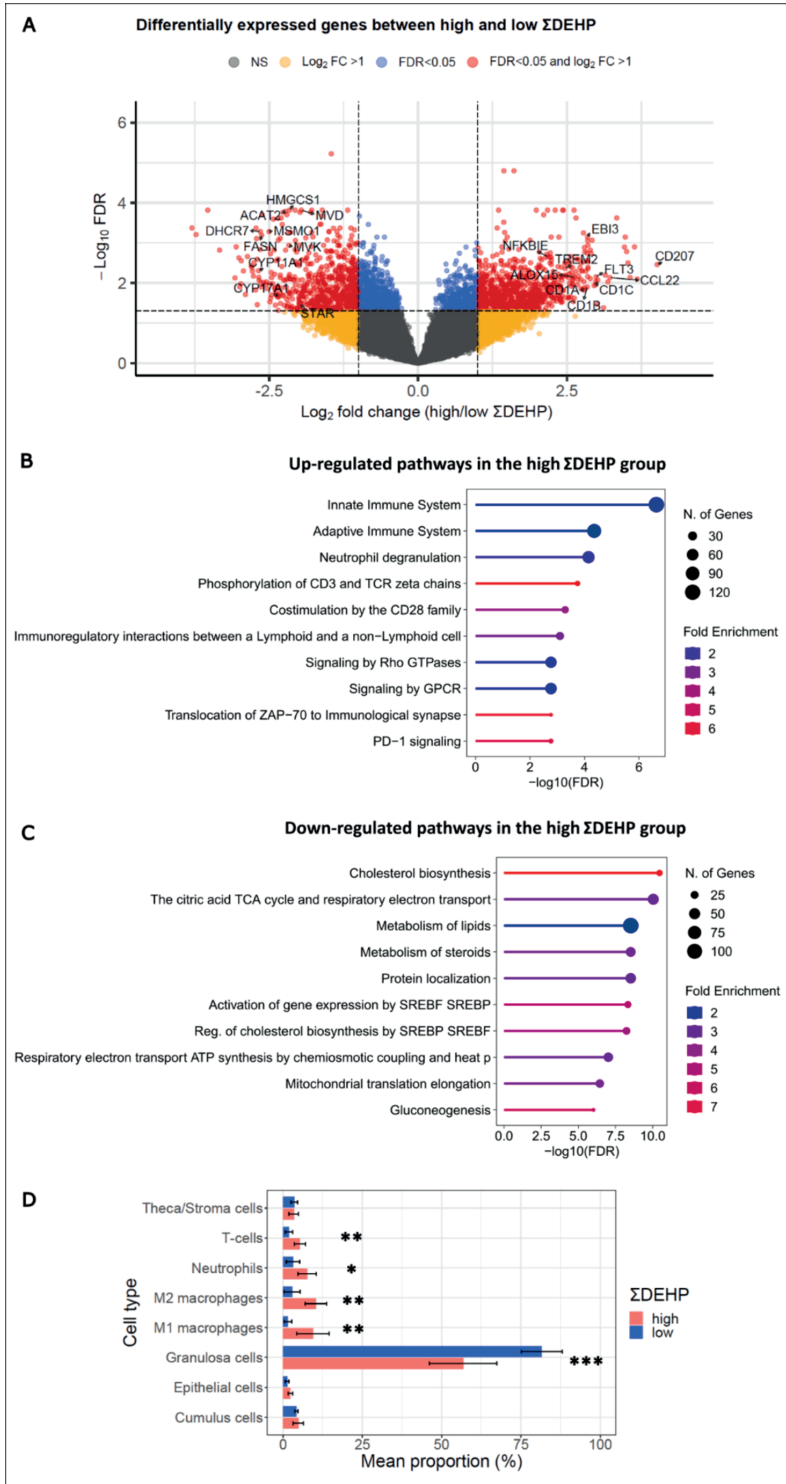 A
Differentially expressed genes between high and low ΣDEHP
NS Log₂ FC >1 FDR<0.05 FDR<0.05 and log₂ FC >1
6
4
2
0
− Log₁₀ FDR
HMGCS1
ACAT2
MVD
DHCR7
MSMO1
FASN
MVK
CYP11A1
CYP17A1
STAR
EBI3
NFKBIE
TREM2
CD207
ALOX15
FLT3
CCL22
CD1A
CD1C
CD1B
-2.5 0.0 2.5
Log₂ fold change (high/low ΣDEHP)
B
Up-regulated pathways in the high ΣDEHP group
Innate Immune System
Adaptive Immune System
Neutrophil degranulation
Phosphorylation of CD3 and TCR zeta chains
Costimulation by the CD28 family
Immunoregulatory interactions between a Lymphoid and a non−Lymphoid cell
Signaling by Rho GTPases
Signaling by GPCR
Translocation of ZAP−70 to Immunological synapse
PD−1 signaling
0 2 4 6
−log10(FDR)
N. of Genes
30
60
90
120
Fold Enrichment
2
3
4
5
6
C
Down-regulated pathways in the high ΣDEHP group
Cholesterol biosynthesis
The citric acid TCA cycle and respiratory electron transport
Metabolism of lipids
Metabolism of steroids
Protein localization
Activation of gene expression by SREBF SREBP
Reg. of cholesterol biosynthesis by SREBP SREBF
Respiratory electron transport ATP synthesis by chemiosmotic coupling and heat p
Mitochondrial translation elongation
Gluconeogenesis
0.0 2.5 5.0 7.5 10.0
−log10(FDR)
N. of Genes
25
50
75
100
Fold Enrichment
2
3
4
5
6
7
D
Cell type
Theca/Stroma cells
T-cells **
Neutrophils *
M2 macrophages **
M1 macrophages **
Granulosa cells ***
Epithelial cells
Cumulus cells
0 25 50 75 100
Mean proportion (%)
ΣDEHP
high
low